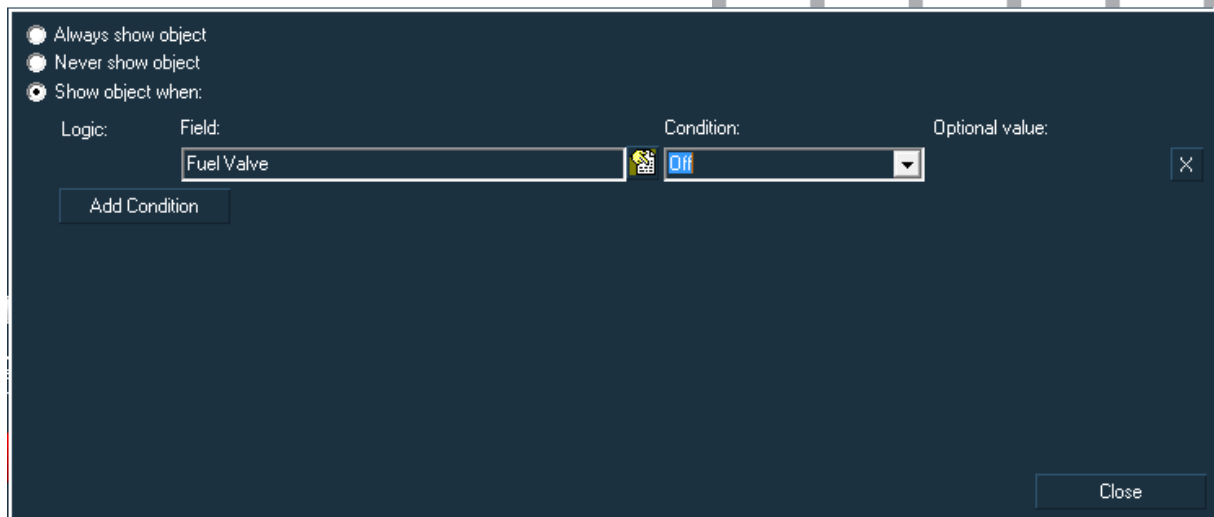 Always show object
Never show object
Show object when:
Logic: Field: Condition: Optional value:
Fuel Valve Off X
Add Condition
Close